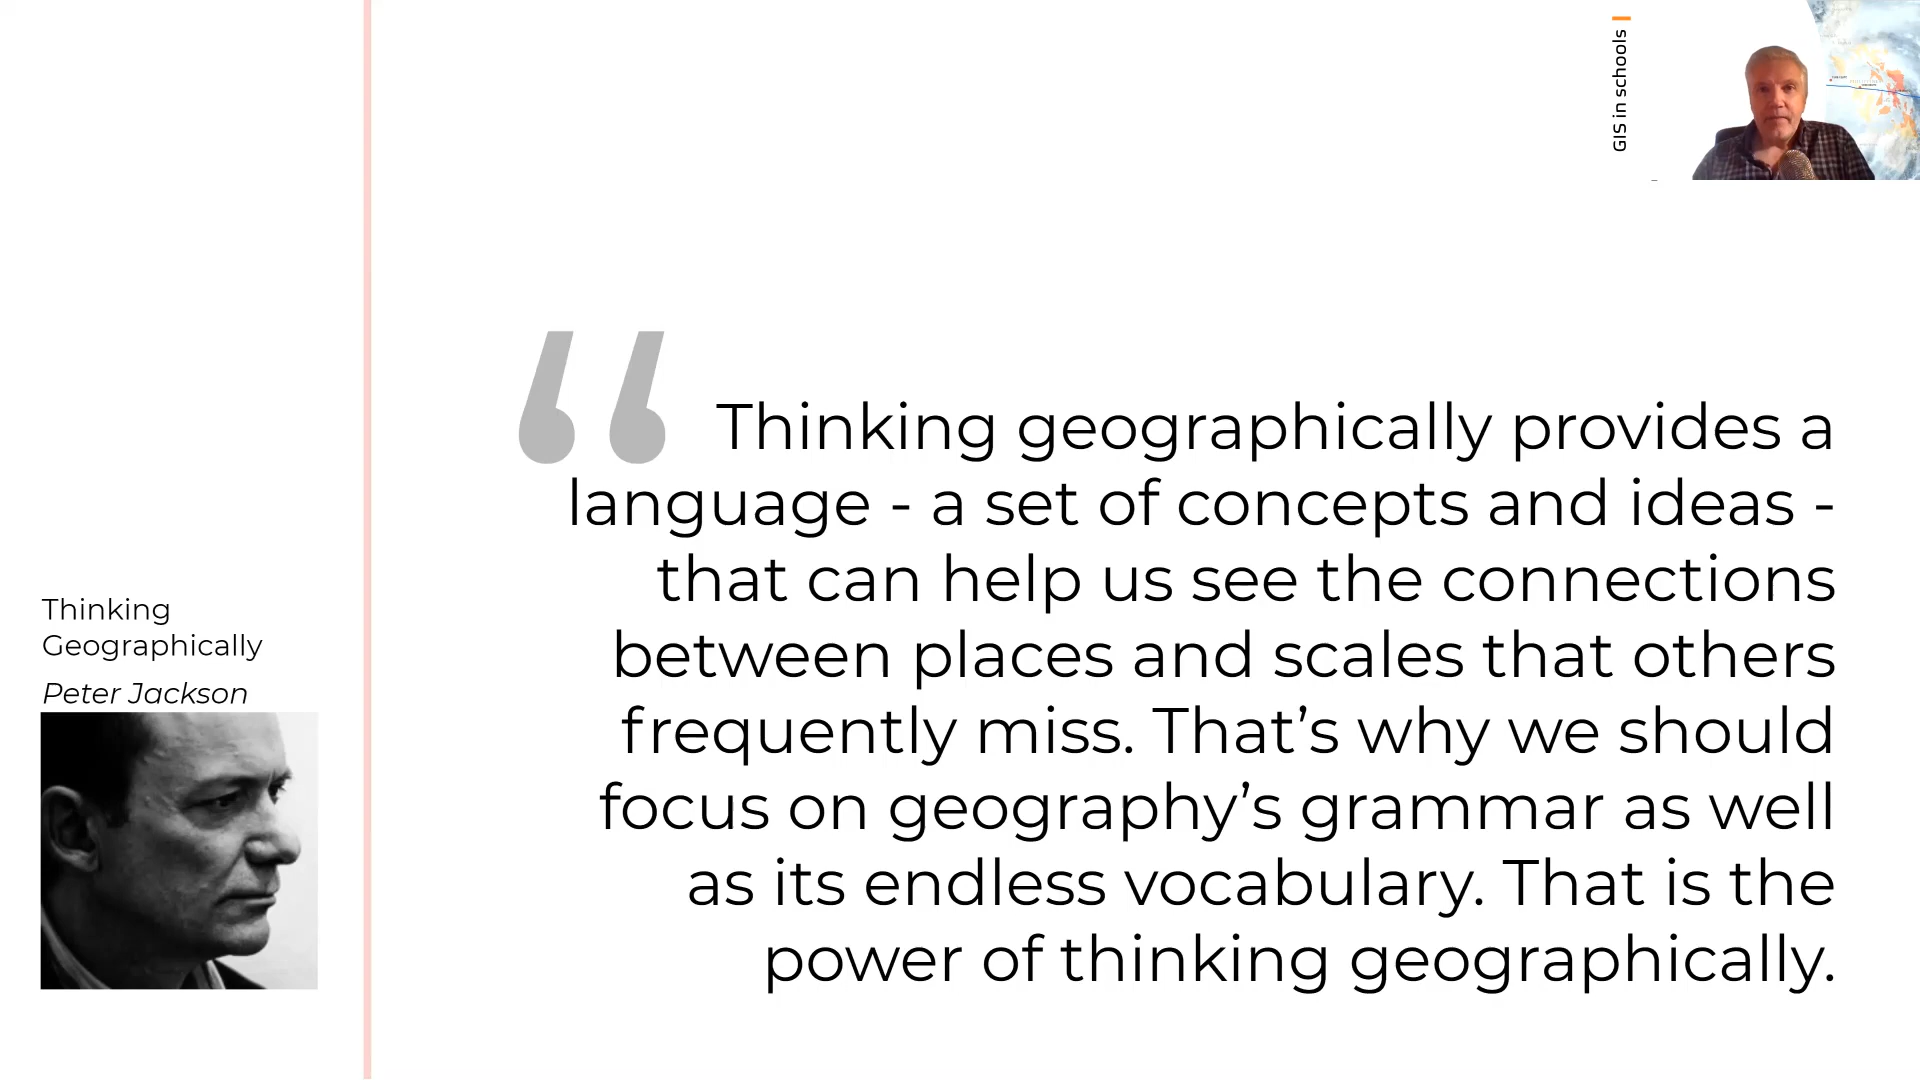 GIS in schools
Thinking geographically provides a
language - a set of concepts and ideas -
that can help us see the connections
between places and scales that others
frequently miss. That’s why we should
focus on geography’s grammar as well
as its endless vocabulary. That is the
power of thinking geographically.
Thinking
Geographically
Peter Jackson